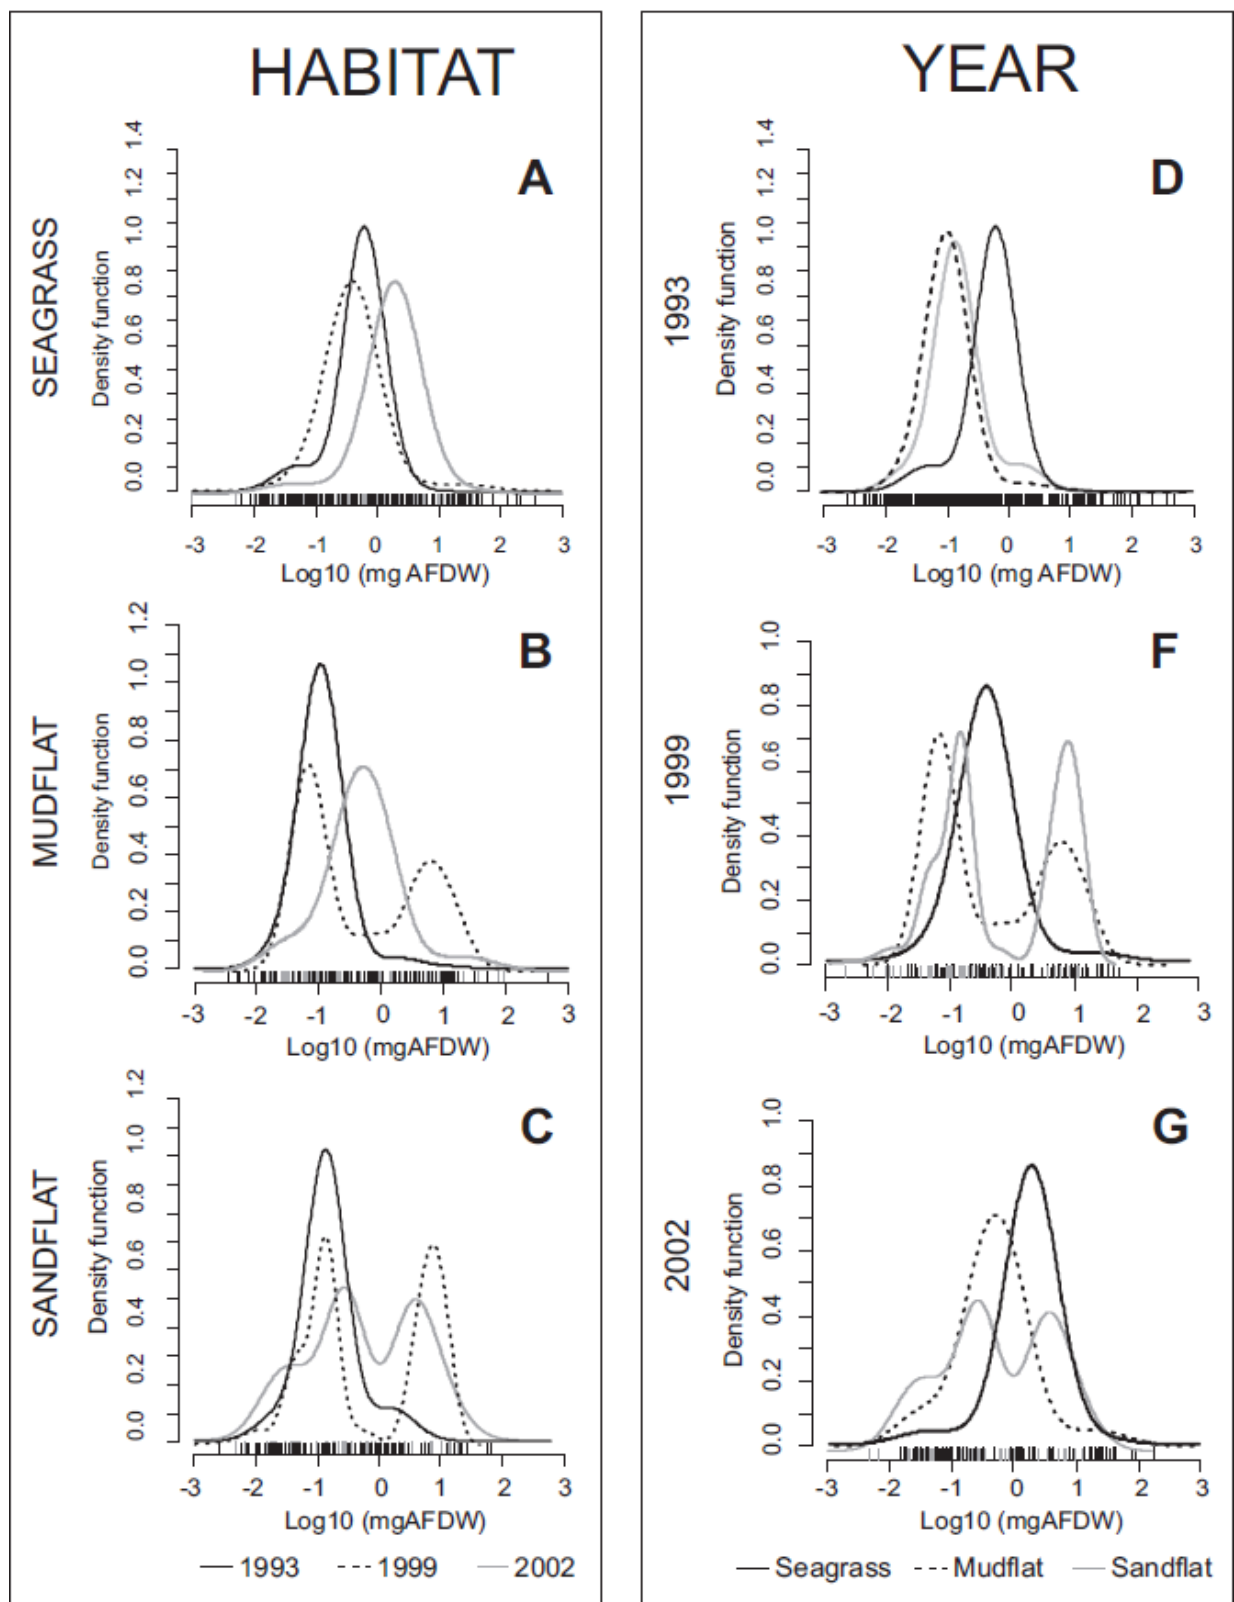 HABITAT
SEAGRASS
A
Density function
0.0 0.2 0.4 0.6 0.8 1.0 1.2 1.4
-3 -2 -1 0 1 2 3
Log10 (mg AFDW)
MUDFLAT
B
Density function
0.0 0.2 0.4 0.6 0.8 1.0 1.2
-3 -2 -1 0 1 2 3
Log10 (mgAFDW)
SANDFLAT
C
Density function
0.0 0.2 0.4 0.6 0.8 1.0 1.2
-3 -2 -1 0 1 2 3
Log10 (mgAFDW)
1993 1999 2002
YEAR
1993
D
Density function
0.0 0.2 0.4 0.6 0.8 1.0 1.2 1.4
-3 -2 -1 0 1 2 3
Log10 (mg AFDW)
1999
F
Density function
0.0 0.2 0.4 0.6 0.8 1.0
-3 -2 -1 0 1 2 3
Log10 (mgAFDW)
2002
G
Density function
0.0 0.2 0.4 0.6 0.8 1.0
-3 -2 -1 0 1 2 3
Log10 (mgAFDW)
Seagrass Mudflat Sandflat